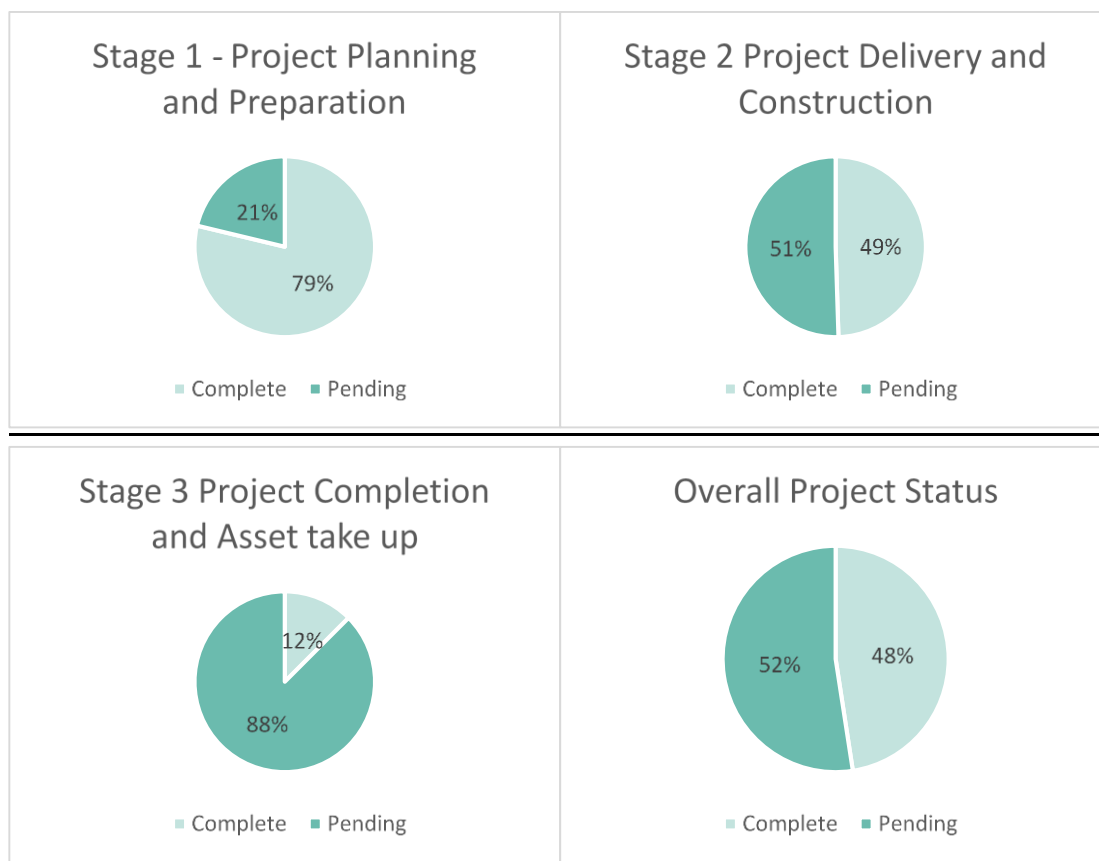 Stage 1 - Project Planning
and Preparation
21%
79%
Complete Pending
Stage 2 Project Delivery and
Construction
51%
49%
Complete Pending
Stage 3 Project Completion
and Asset take up
12%
88%
Complete Pending
Overall Project Status
52%
48%
Complete Pending